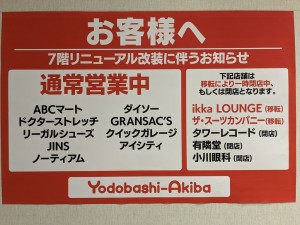 お客様へ
7階リニューアル改装に伴うお知らせ
通常営業中
ABCマート
ドクターストレッチ
リーガルシューズ
JINS
ノーティアム
ダイソー
GRANSAC'S
クイックガレージ
アイシティ
下記店舗は
移転により一時閉店中、
もしくは閉店となります。
ikka LOUNGE (移転)
ザ・スーツカンパニー(移転)
タワーレコード (閉店)
有隣堂 (閉店)
小川眼科 (閉店)
Yodobashi-Akiba